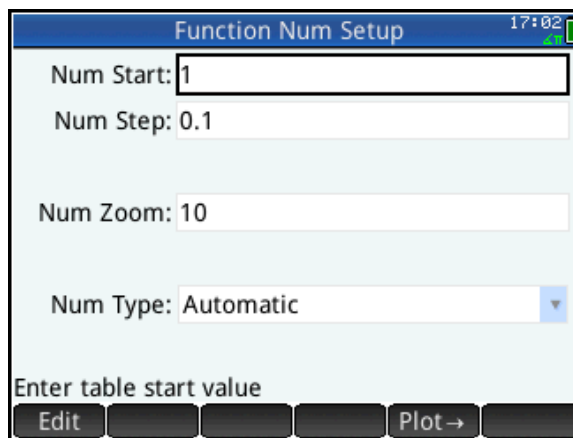 Function Num Setup 17:02
∡π
Num Start: 1
Num Step: 0.1
Num Zoom: 10
Num Type: Automatic
Enter table start value
Edit Plot→